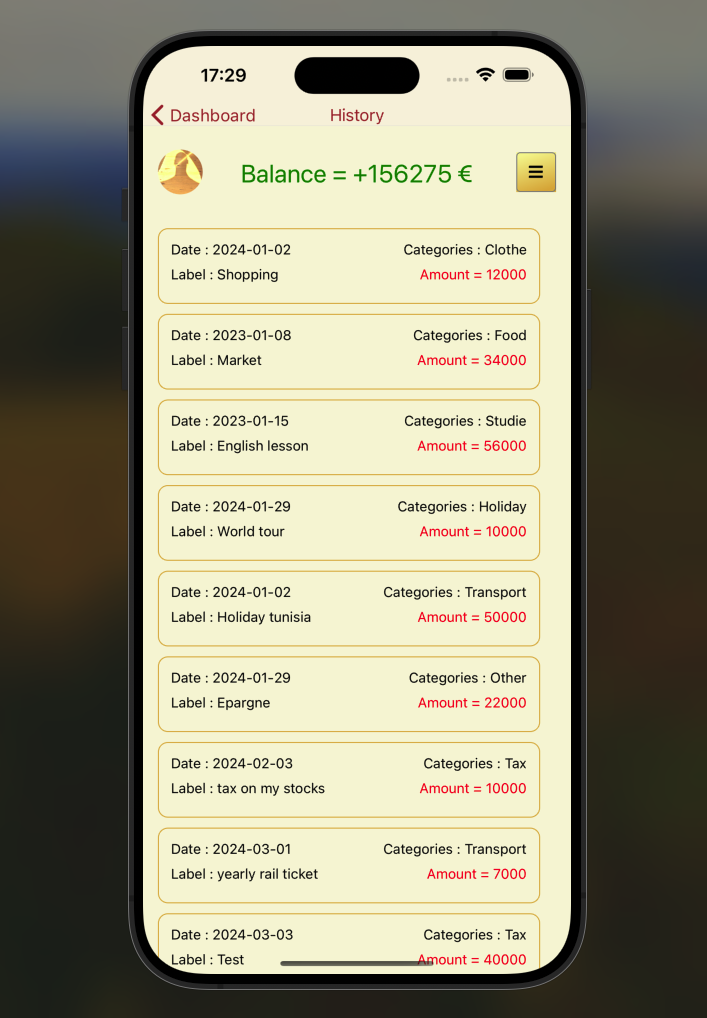 17:29
Dashboard
History
Balance = +156275 €
Date : 2024-01-02 Categories : Clothe
Label : Shopping Amount = 12000
Date : 2023-01-08 Categories : Food
Label : Market Amount = 34000
Date : 2023-01-15 Categories : Studie
Label : English lesson Amount = 56000
Date : 2024-01-29 Categories : Holiday
Label : World tour Amount = 10000
Date : 2024-01-02 Categories : Transport
Label : Holiday tunisia Amount = 50000
Date : 2024-01-29 Categories : Other
Label : Epargne Amount = 22000
Date : 2024-02-03 Categories : Tax
Label : tax on my stocks Amount = 10000
Date : 2024-03-01 Categories : Transport
Label : yearly rail ticket Amount = 7000
Date : 2024-03-03 Categories : Tax
Label : Test Amount = 40000